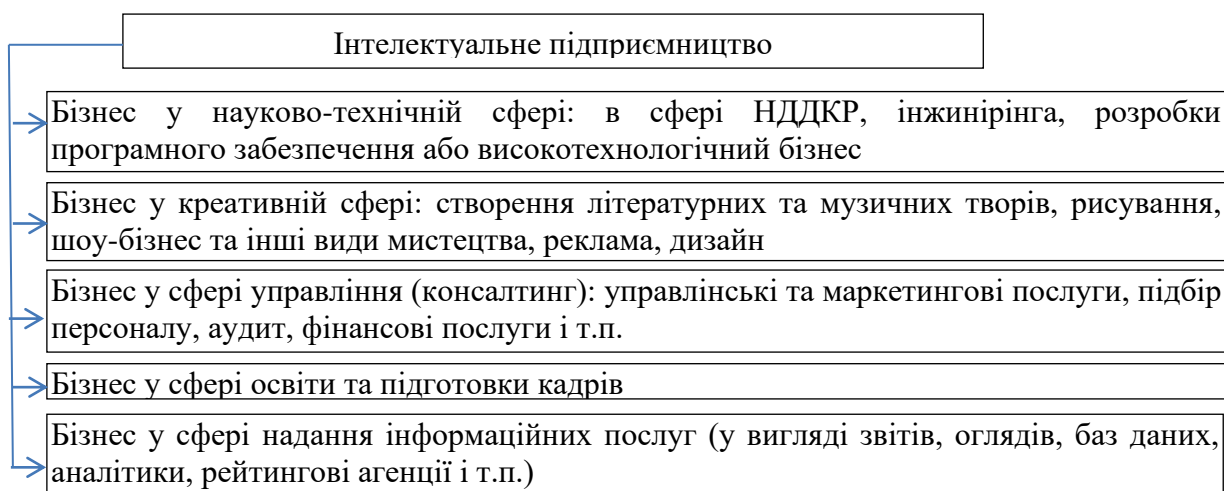 Інтелектуальне підприємництво
Бізнес у науково-технічній сфері: в сфері НДДКР, інжинірінга, розробки
програмного забезпечення або високотехнологічний бізнес
Бізнес у креативній сфері: створення літературних та музичних творів, рисування,
шоу-бізнес та інші види мистецтва, реклама, дизайн
Бізнес у сфері управління (консалтинг): управлінські та маркетингові послуги, підбір
персоналу, аудит, фінансові послуги і т.п.
Бізнес у сфері освіти та підготовки кадрів
Бізнес у сфері надання інформаційних послуг (у вигляді звітів, оглядів, баз даних,
аналітики, рейтингові агенції і т.п.)